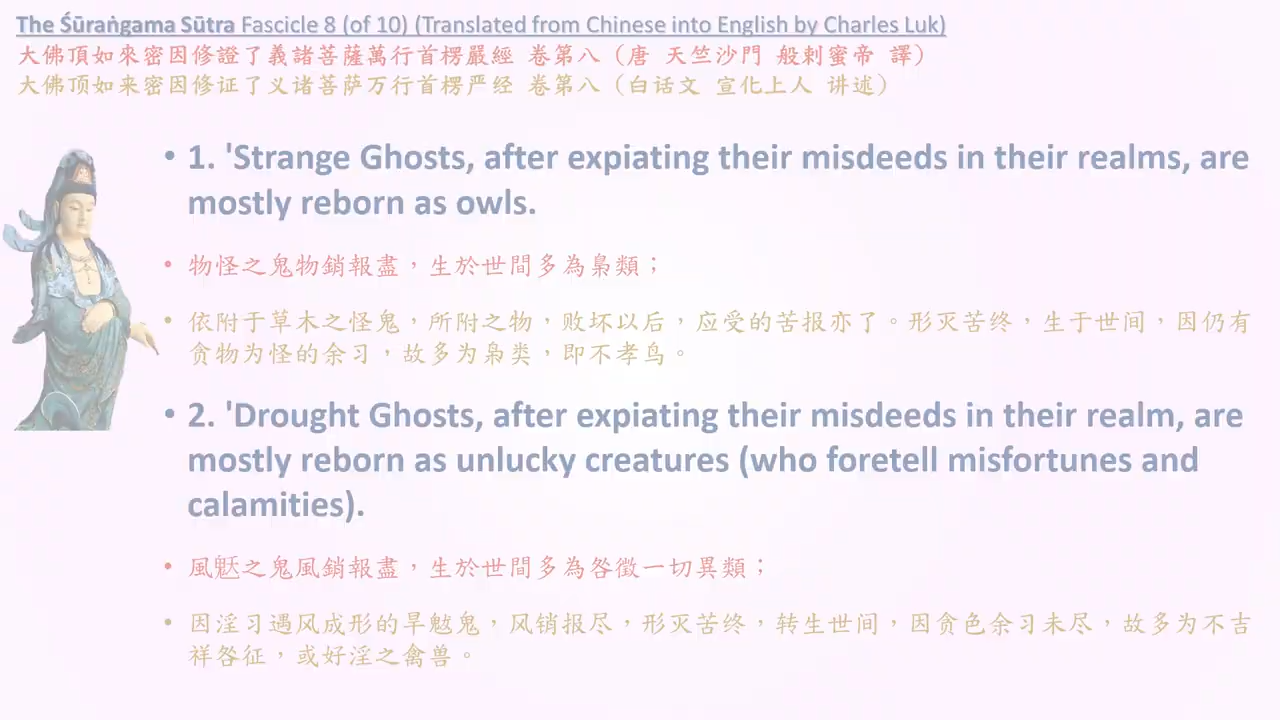 The Śūraṅgama Sūtra Fascicle 8 (of 10) (Translated from Chinese into English by Charles Luk)
大佛頂如來密因修證了義諸菩薩萬行首楞嚴經 卷第八（唐 天竺沙門 般剌蜜帝 譯）
大佛顶如来密因修证了义诸菩萨万行首楞严经 卷第八（白话文 宣化上人 讲述）
• 1. 'Strange Ghosts, after expiating their misdeeds in their realms, are
mostly reborn as owls.
• 物怪之鬼物銷報盡，生於世間多為梟類；
• 依附于草木之怪鬼，所附之物，败坏以后，应受的苦报亦了。形灭苦终，生于世间，因仍有
贪物为怪的余习，故多为枭类，即不孝鸟。
• 2. 'Drought Ghosts, after expiating their misdeeds in their realm, are
mostly reborn as unlucky creatures (who foretell misfortunes and
calamities).
• 風魃之鬼風銷報盡，生於世間多為咎徵一切異類；
• 因淫习遇风成形的旱魃鬼，风销报尽，形灭苦终，转生世间，因贪色余习未尽，故多为不吉
祥咎征，或好淫之禽兽。